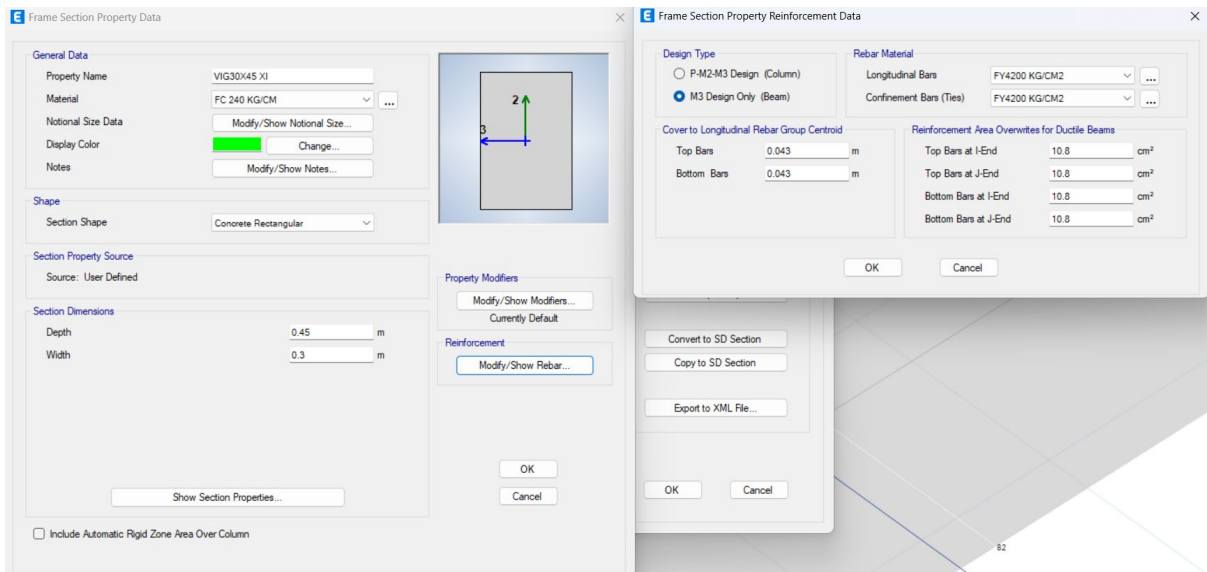 E Frame Section Property Data
General Data
Property Name VIG30X45 XI
Material FC 240 KG/CM ...
Notional Size Data Modify/Show Notional Size...
Display Color Change...
Notes Modify/Show Notes...
Shape
Section Shape Concrete Rectangular
Section Property Source
Source: User Defined
Section Dimensions
Depth 0.45 m
Width 0.3 m
Show Section Properties...
Include Automatic Rigid Zone Area Over Column
2
3
Property Modifiers
Modify/Show Modifiers...
Currently Default
Reinforcement
Modify/Show Rebar...
OK
Cancel
E Frame Section Property Reinforcement Data
Design Type
P-M2-M3 Design (Column)
M3 Design Only (Beam)
Rebar Material
Longitudinal Bars FY4200 KG/CM2 ...
Confinement Bars (Ties) FY4200 KG/CM2 ...
Cover to Longitudinal Rebar Group Centroid
Top Bars 0.043 m
Bottom Bars 0.043 m
Reinforcement Area Overwrites for Ductile Beams
Top Bars at I-End 10.8 cm²
Top Bars at J-End 10.8 cm²
Bottom Bars at I-End 10.8 cm²
Bottom Bars at J-End 10.8 cm²
OK Cancel
Convert to SD Section
Copy to SD Section
Export to XML File...
OK Cancel
B2